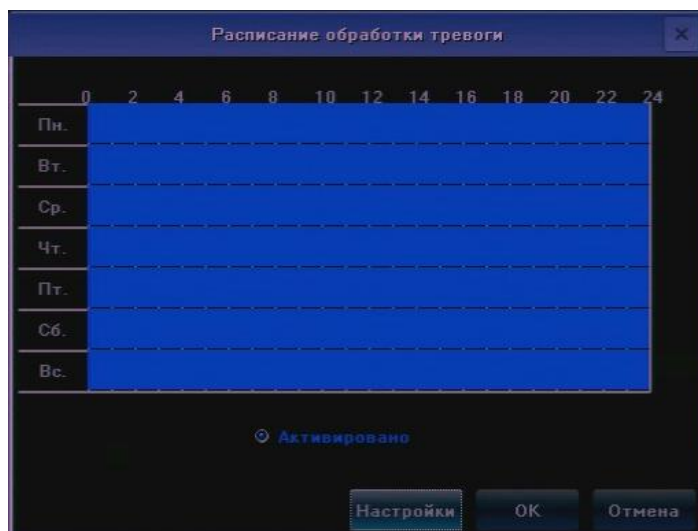 Расписание обработки тревоги
0 2 4 6 8 10 12 14 16 18 20 22 24
Пн.
Вт.
Ср.
Чт.
Пт.
Сб.
Вс.
Активировано
Настройки OK Отмена